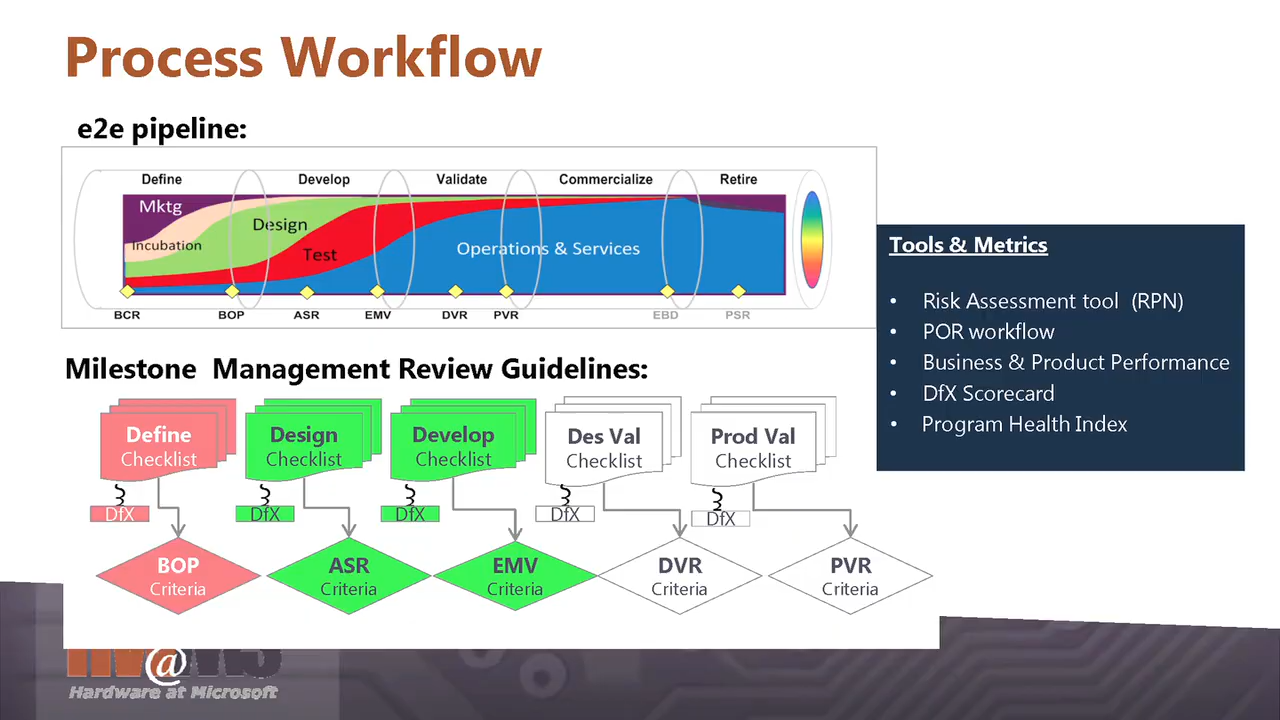 Process Workflow
e2e pipeline:
Define Develop Validate Commercialize Retire
Mktg
Incubation
Design
Test
Operations & Services
BCR BOP ASR EMV DVR PVR EBD PSR
Tools & Metrics
• Risk Assessment tool (RPN)
• POR workflow
• Business & Product Performance
• DfX Scorecard
• Program Health Index
Milestone Management Review Guidelines:
Define
Checklist
DfX
BOP
Criteria
Design
Checklist
DfX
ASR
Criteria
Develop
Checklist
DfX
EMV
Criteria
Des Val
Checklist
DfX
DVR
Criteria
Prod Val
Checklist
DfX
PVR
Criteria
Hardware at Microsoft